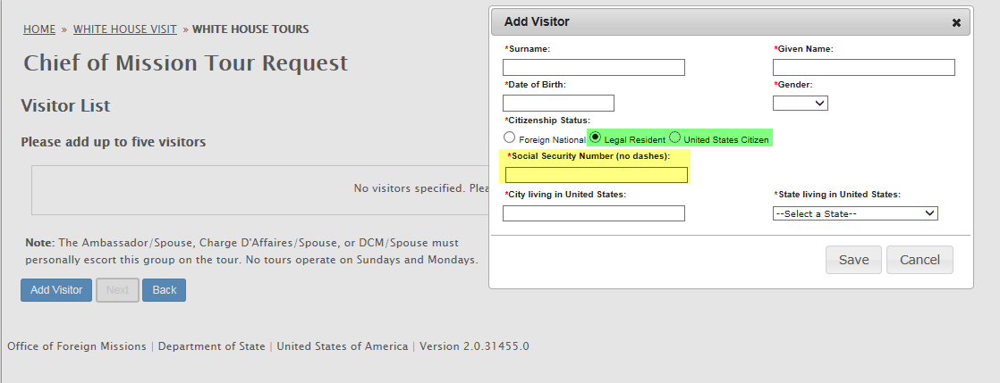 HOME » WHITE HOUSE VISIT » WHITE HOUSE TOURS
Chief of Mission Tour Request
Visitor List
Please add up to five visitors
No visitors specified.
Note: The Ambassador/Spouse, Charge D'Affaires/Spouse, or DCM/Spouse must
personally escort this group on the tour. No tours operate on Sundays and Mondays.
Add Visitor Next Back
Office of Foreign Missions | Department of State | United States of America | Version 2.0.31455.0
Add Visitor
*Surname: *Given Name:
*Date of Birth: *Gender:
*Citizenship Status:
Foreign National Legal Resident United States Citizen
*Social Security Number (no dashes):
*City living in United States: *State living in United States:
--Select a State--
Save Cancel